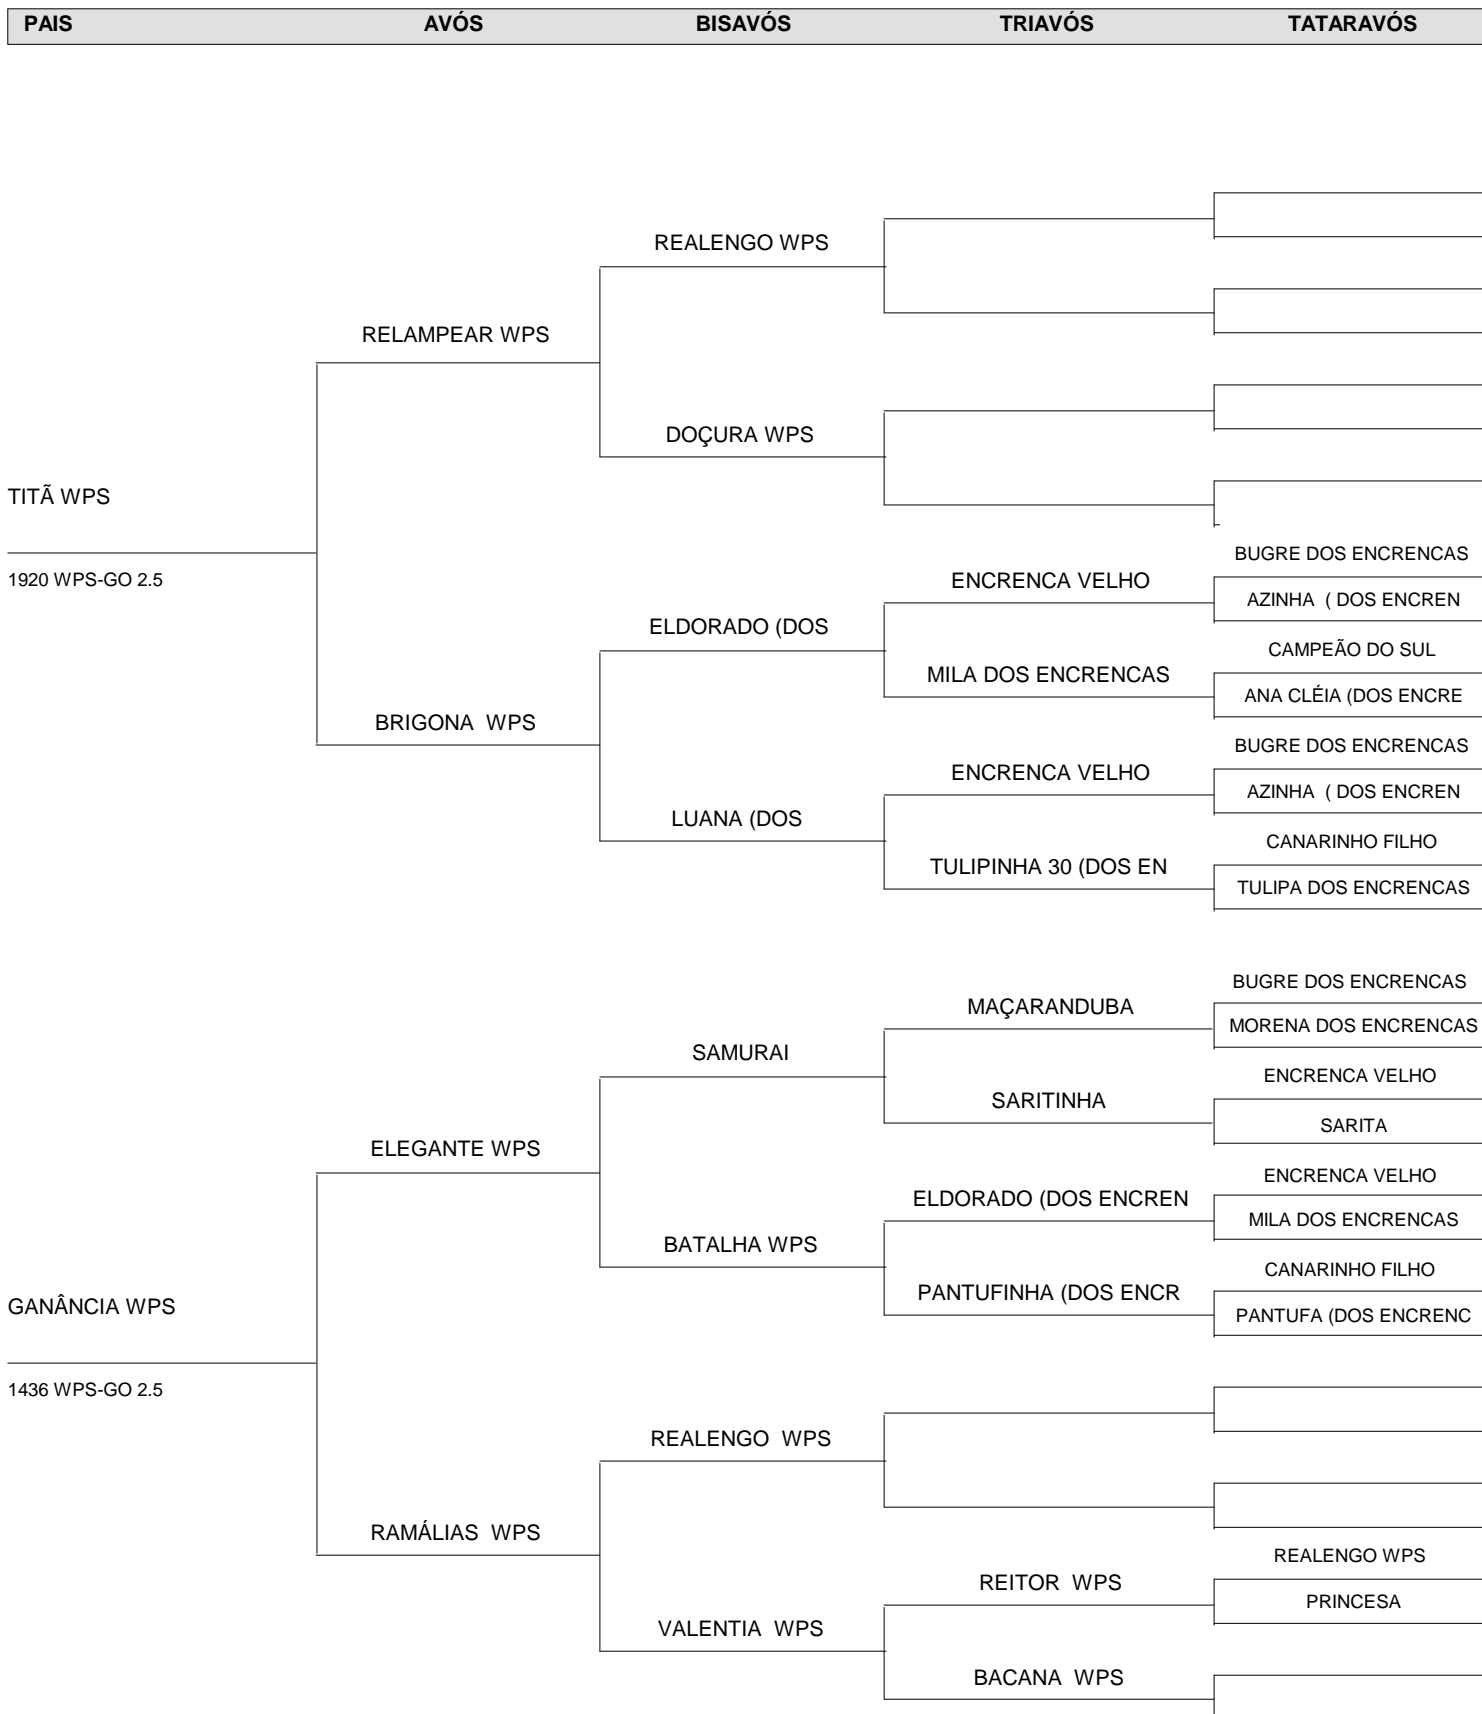 PAIS AVÓS BISAVÓS TRIAVÓS TATARAVÓS
REALENGO WPS
RELAMPEAR WPS
DOÇURA WPS
TITÃ WPS
1920 WPS-GO 2.5
BUGRE DOS ENCRENCAS
ENCRENCA VELHO
AZINHA ( DOS ENCREN
ELDORADO (DOS
CAMPEÃO DO SUL
MILA DOS ENCRENCAS
ANA CLÉIA (DOS ENCRE
BRIGONA WPS
BUGRE DOS ENCRENCAS
ENCRENCA VELHO
AZINHA ( DOS ENCREN
LUANA (DOS
CANARINHO FILHO
TULIPINHA 30 (DOS EN
TULIPA DOS ENCRENCAS
BUGRE DOS ENCRENCAS
MAÇARANDUBA
MORENA DOS ENCRENCAS
SAMURAI
ENCRENCA VELHO
SARITINHA
SARITA
ELEGANTE WPS
ENCRENCA VELHO
ELDORADO (DOS ENCREN
MILA DOS ENCRENCAS
BATALHA WPS
CANARINHO FILHO
PANTUFINHA (DOS ENCR
PANTUFA (DOS ENCRENC
GANÂNCIA WPS
1436 WPS-GO 2.5
REALENGO WPS
RAMÁLIAS WPS
REALENGO WPS
REITOR WPS
PRINCESA
VALENTIA WPS
BACANA WPS